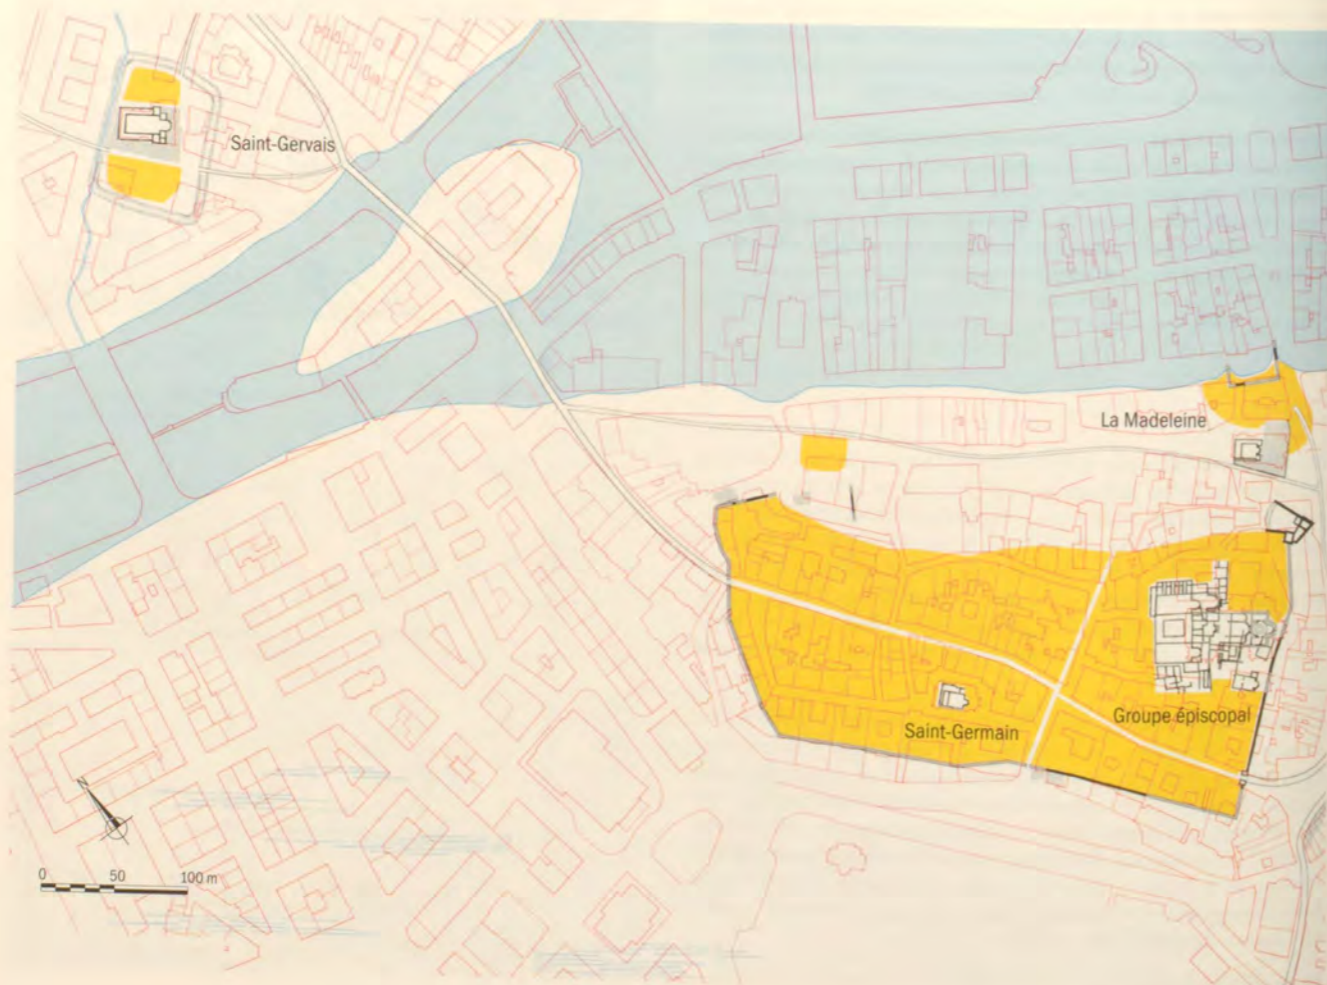 Saint-Gervais
La Madeleine
Groupe épiscopal
Saint-Germain
N
0 50 100 m